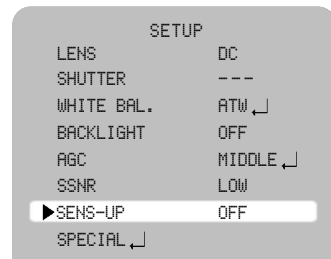 SETUP
LENS DC
SHUTTER ---
WHITE BAL. ATW↵
BACKLIGHT OFF
AGC MIDDLE↵
SSNR LOW
▶SENS-UP OFF
SPECIAL↵